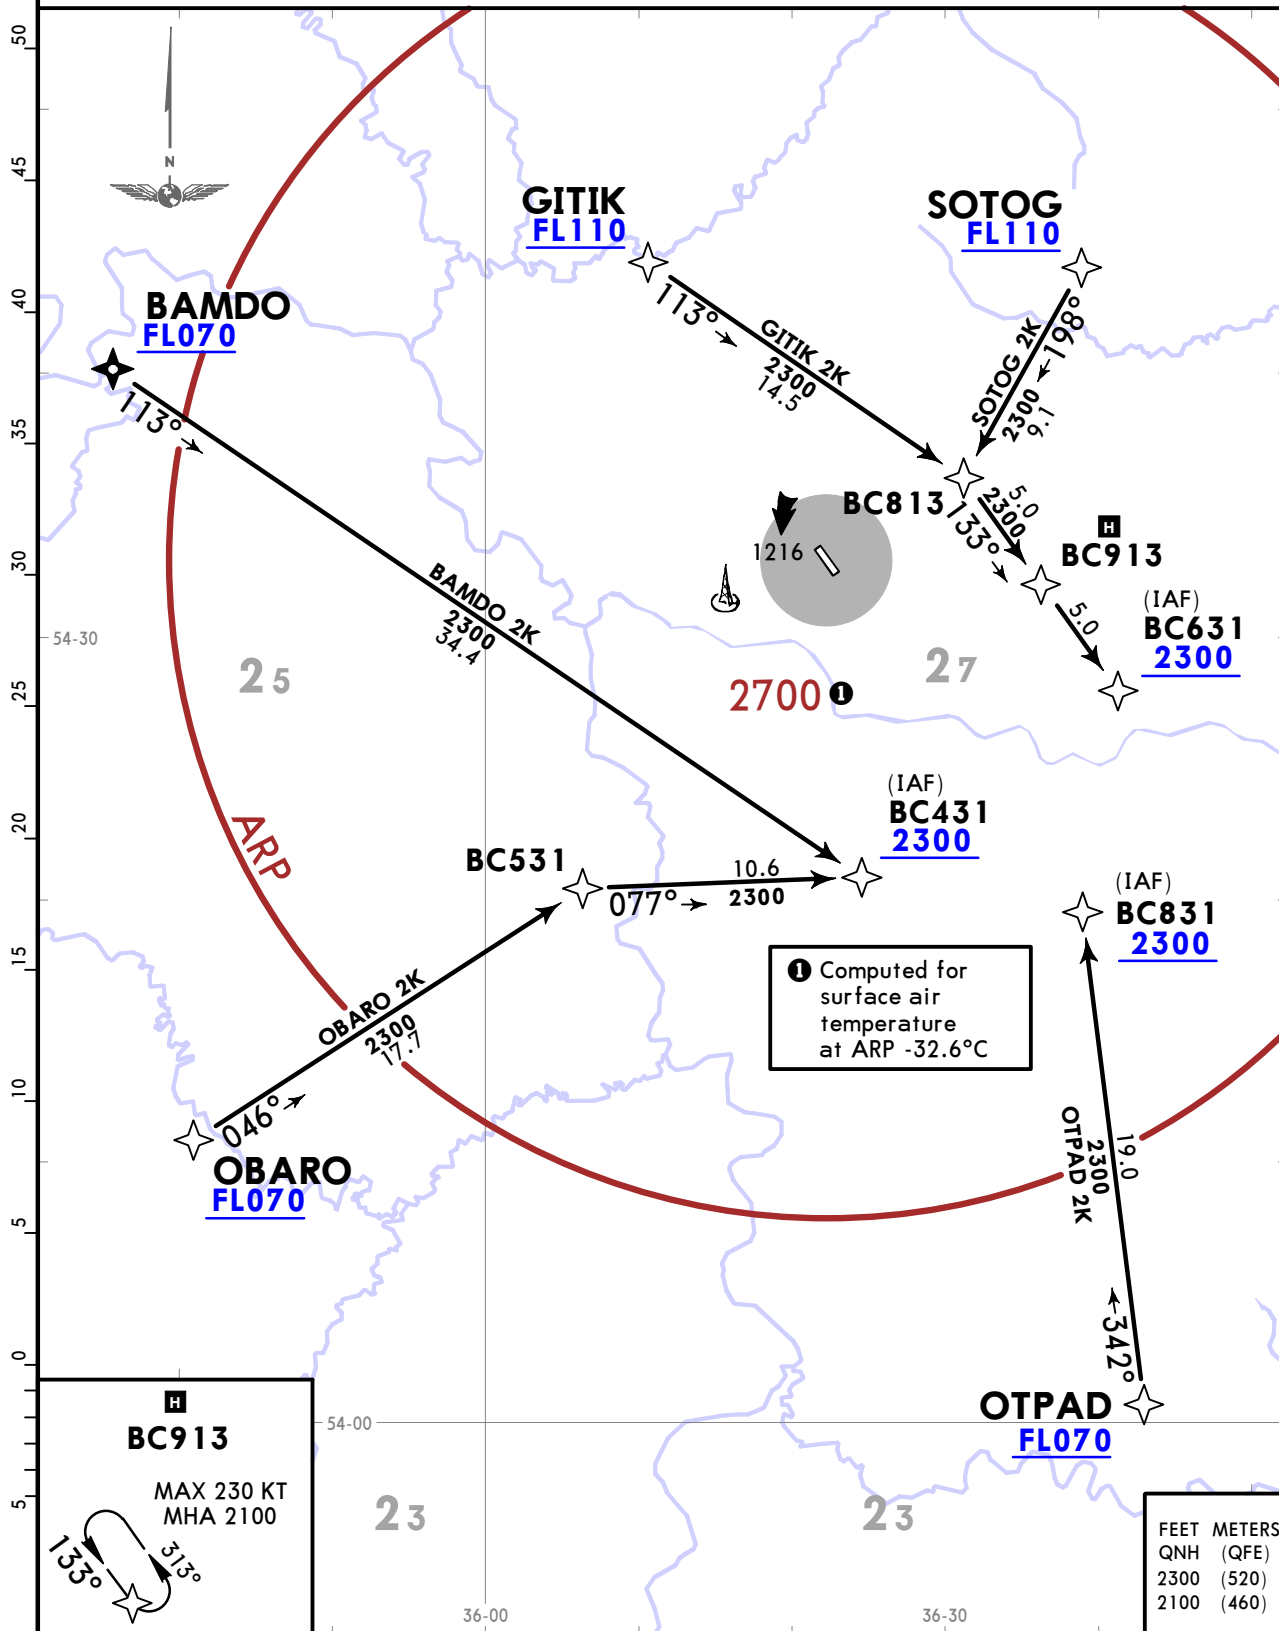 50
45
40
35
30
25
20
15
10
5
0
5
N
GITIK
FL110
SOTOG
FL110
BAMDO
FL070
113°
GITIK 2K
2300
14.5
198°
SOTOG 2K
2300
9.1
113°
BAMDO 2K
2300
34.4
BC813
5.0
2300
133°
H
BC913
5.0
(IAF)
BC631
2300
1216
54-30
25
27
2700 1
ARP
(IAF)
BC431
2300
BC531
10.6
077°
2300
(IAF)
BC831
2300
1 Computed for
surface air
temperature
at ARP -32.6°C
OBARO 2K
2300
17.7
046°
OBARO
FL070
19.0
2300
OTPAD 2K
342°
OTPAD
FL070
54-00
H
BC913
MAX 230 KT
MHA 2100
133°
313°
23
23
36-00
36-30
FEET METERS
QNH (QFE)
2300 (520)
2100 (460)